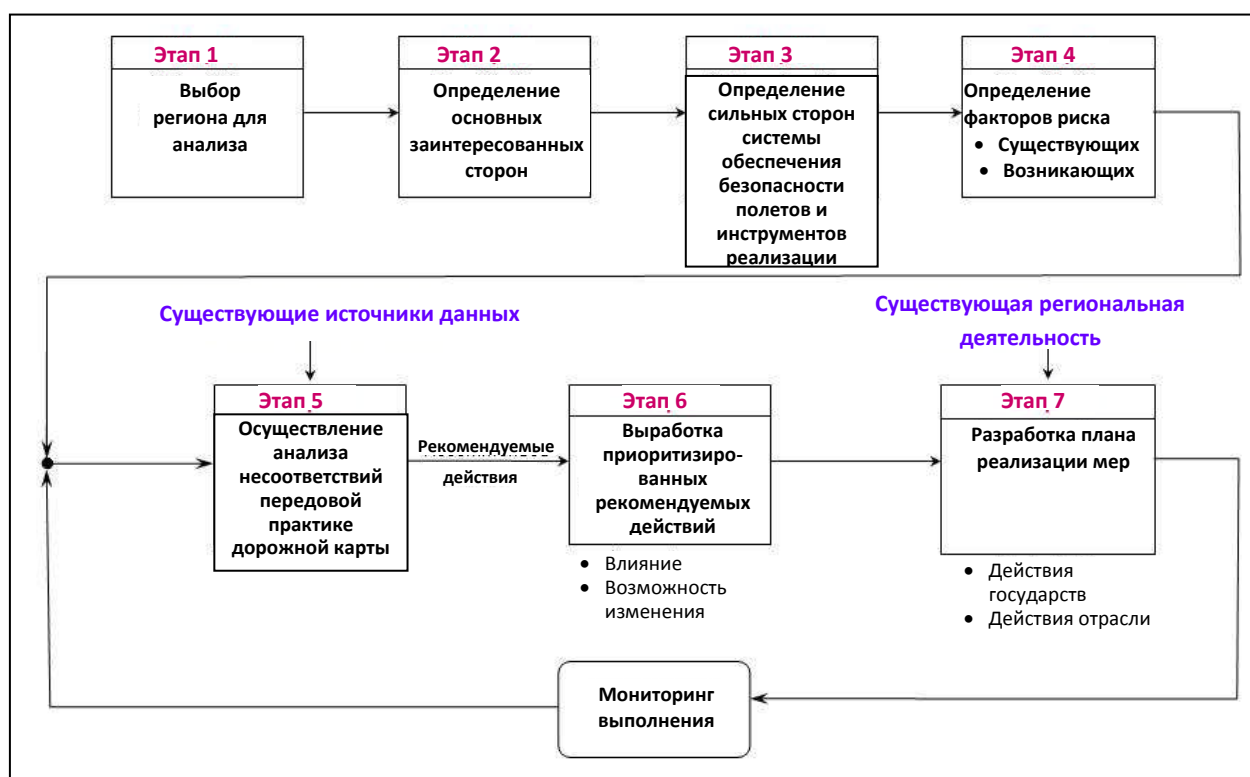 Этап 1
Выбор
региона для
анализа
Этап 2
Определение
основных
заинтересованных
сторон
Этап 3
Определение
сильных сторон
системы
обеспечения
безопасности
полетов и
инструментов
реализации
Этап 4
Определение
факторов риска
• Существующих
• Возникающих
Существующие источники данных
Существующая региональная
деятельность
Этап 5
Осуществление
анализа
несоответствий
передовой
практике
дорожной карты
Рекомендуемые
действия
Этап 6
Выработка
приоритизиро-
ванных
рекомендуемых
действий
• Влияние
• Возможность
изменения
Этап 7
Разработка плана
реализации мер
• Действия
государств
• Действия отрасли
Мониторинг
выполнения